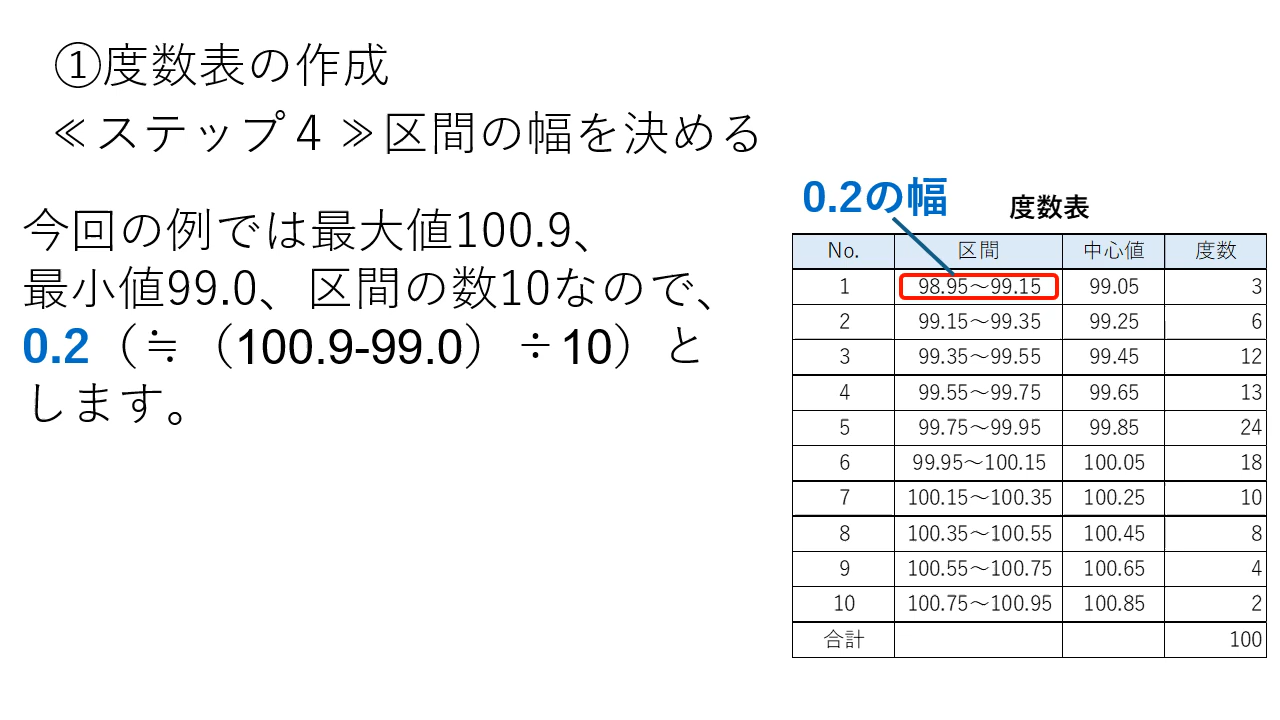 ①度数表の作成
≪ステップ４≫区間の幅を決める
今回の例では最大値100.9、
最小値99.0、区間の数10なので、
0.2（≒（100.9-99.0）÷10）と
します。
0.2の幅
度数表
No. 区間 中心値 度数
1 98.95～99.15 99.05 3
2 99.15～99.35 99.25 6
3 99.35～99.55 99.45 12
4 99.55～99.75 99.65 13
5 99.75～99.95 99.85 24
6 99.95～100.15 100.05 18
7 100.15～100.35 100.25 10
8 100.35～100.55 100.45 8
9 100.55～100.75 100.65 4
10 100.75～100.95 100.85 2
合計 100